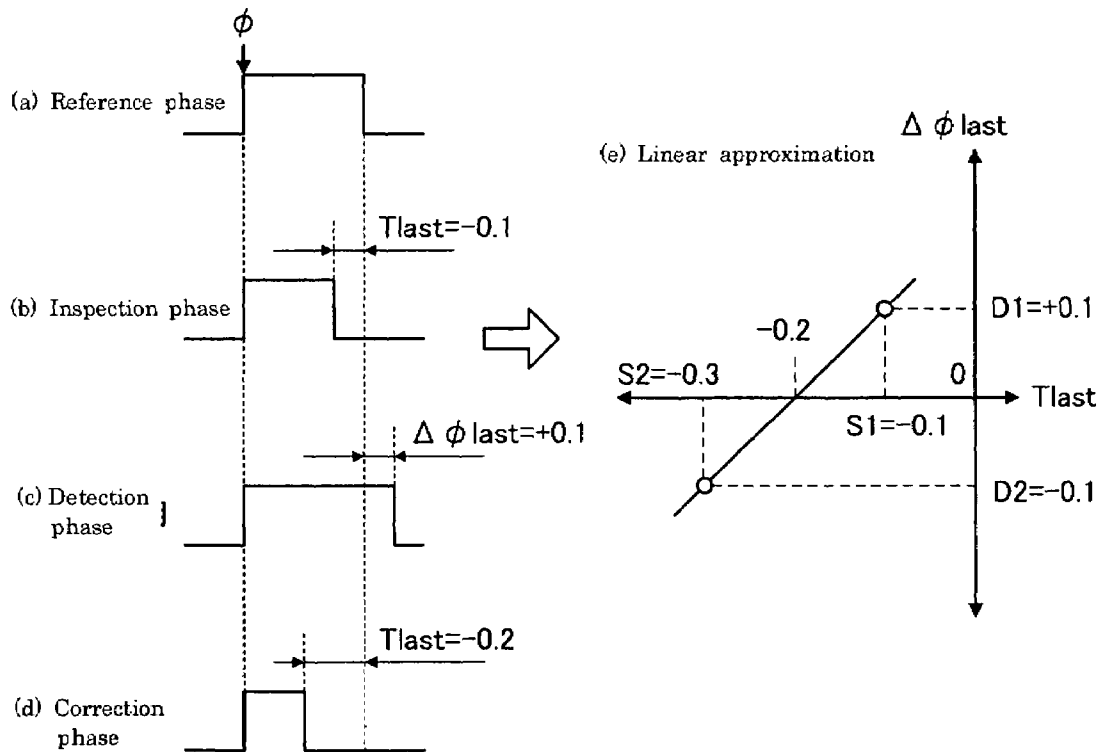 ϕ
(a) Reference phase
Tlast=-0.1
(b) Inspection phase
Δ ϕ last=+0.1
(c) Detection
phase
Tlast=-0.2
(d) Correction
phase
Δ ϕ last
(e) Linear approximation
D1=+0.1
-0.2
S2=-0.3
0
Tlast
S1=-0.1
D2=-0.1